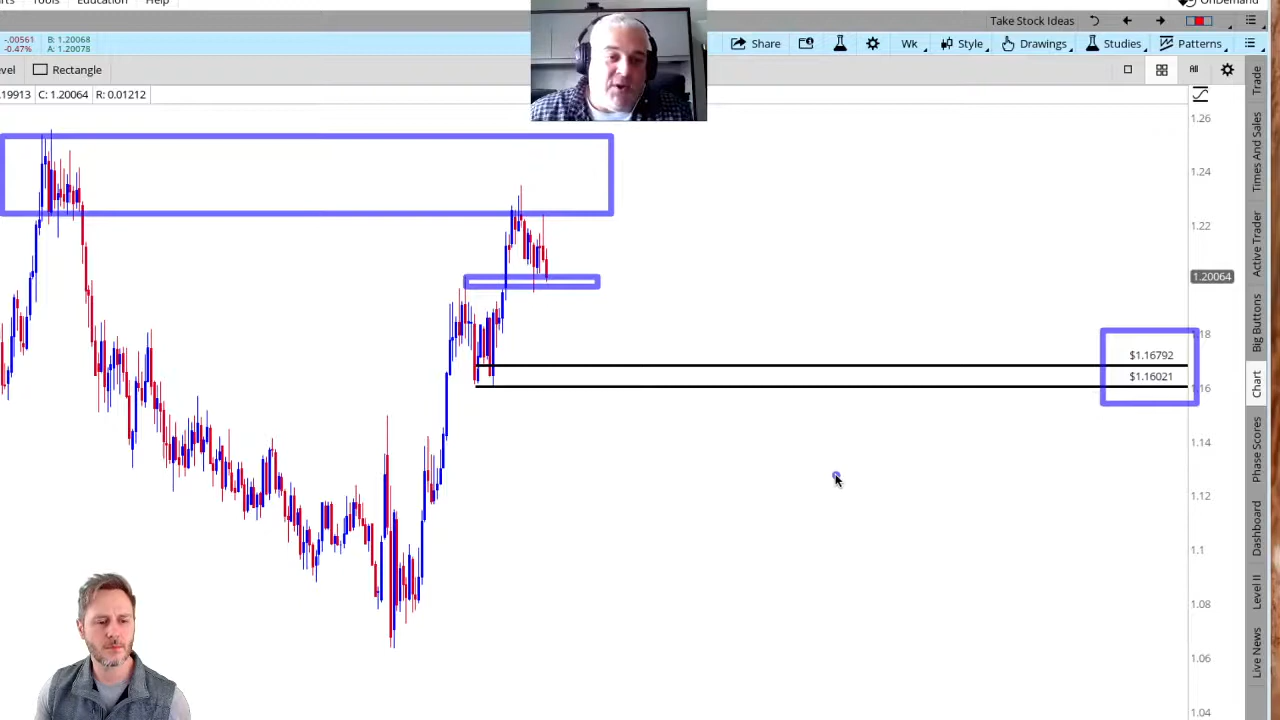 Tools
Education
Help
OnDemand
Take Stock Ideas
-.00561
-0.47%
B: 1.20068
A: 1.20078
Share
Wk
Style
Drawings
Studies
Patterns
Rectangle
All
C: 1.20064
R: 0.01212
1.26
1.24
1.22
1.20064
1.18
$1.16792
$1.16021
1.16
1.14
1.12
1.1
1.08
1.06
1.04
Trade
Times And Sales
Active Trader
Big Buttons
Chart
Phase Scores
Dashboard
Level II
Live News